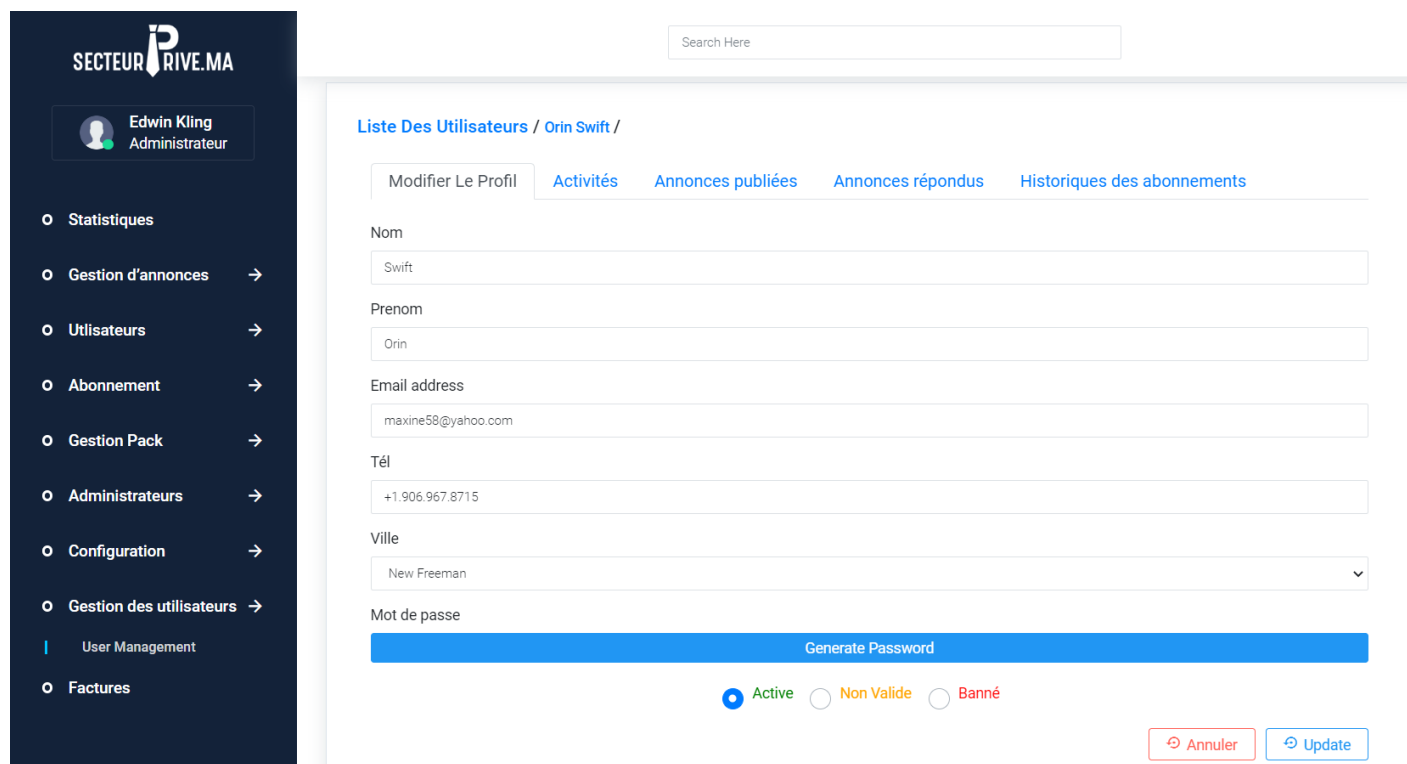 SECTEUR PRIVE.MA
Edwin Kling
Administrateur
Statistiques
Gestion d'annonces
Utlisateurs
Abonnement
Gestion Pack
Administrateurs
Configuration
Gestion des utilisateurs
User Management
Factures
Search Here
Liste Des Utilisateurs / Orin Swift /
Modifier Le Profil Activités Annonces publiées Annonces répondus Historiques des abonnements
Nom
Swift
Prenom
Orin
Email address
maxine58@yahoo.com
Tél
+1.906.967.8715
Ville
New Freeman
Mot de passe
Generate Password
Active Non Valide Banné
Annuler Update